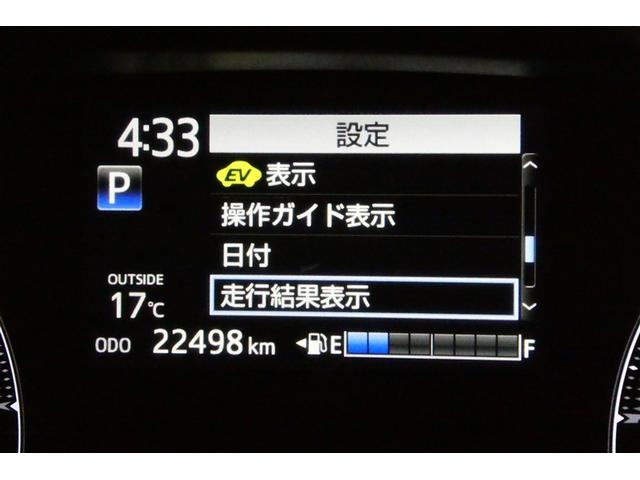 4:33
設定
P
EV 表示
操作ガイド表示
日付
走行結果表示
OUTSIDE
17℃
ODO 22498 km
E F